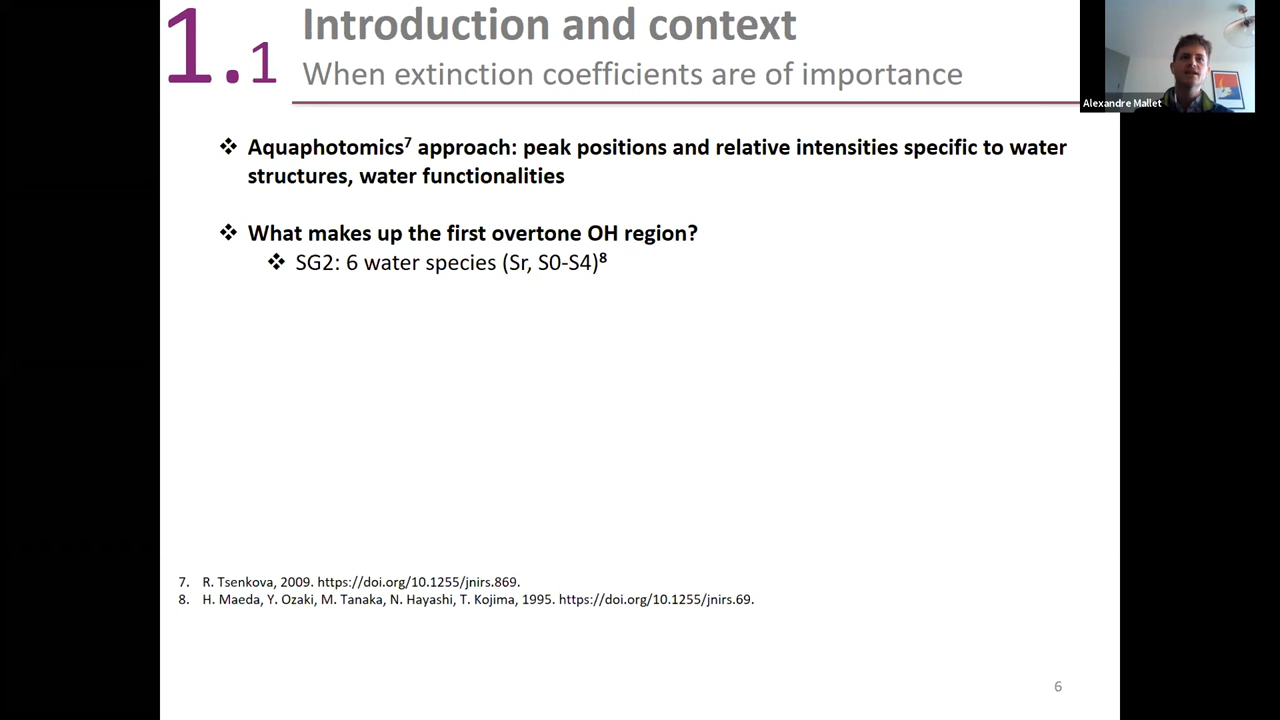 1.1
Introduction and context
When extinction coefficients are of importance
Alexandre Mallet
❖ Aquaphotomics⁷ approach: peak positions and relative intensities specific to water
structures, water functionalities
❖ What makes up the first overtone OH region?
❖ SG2: 6 water species (Sr, S0-S4)⁸
7. R. Tsenkova, 2009. https://doi.org/10.1255/jnirs.869.
8. H. Maeda, Y. Ozaki, M. Tanaka, N. Hayashi, T. Kojima, 1995. https://doi.org/10.1255/jnirs.69.
6